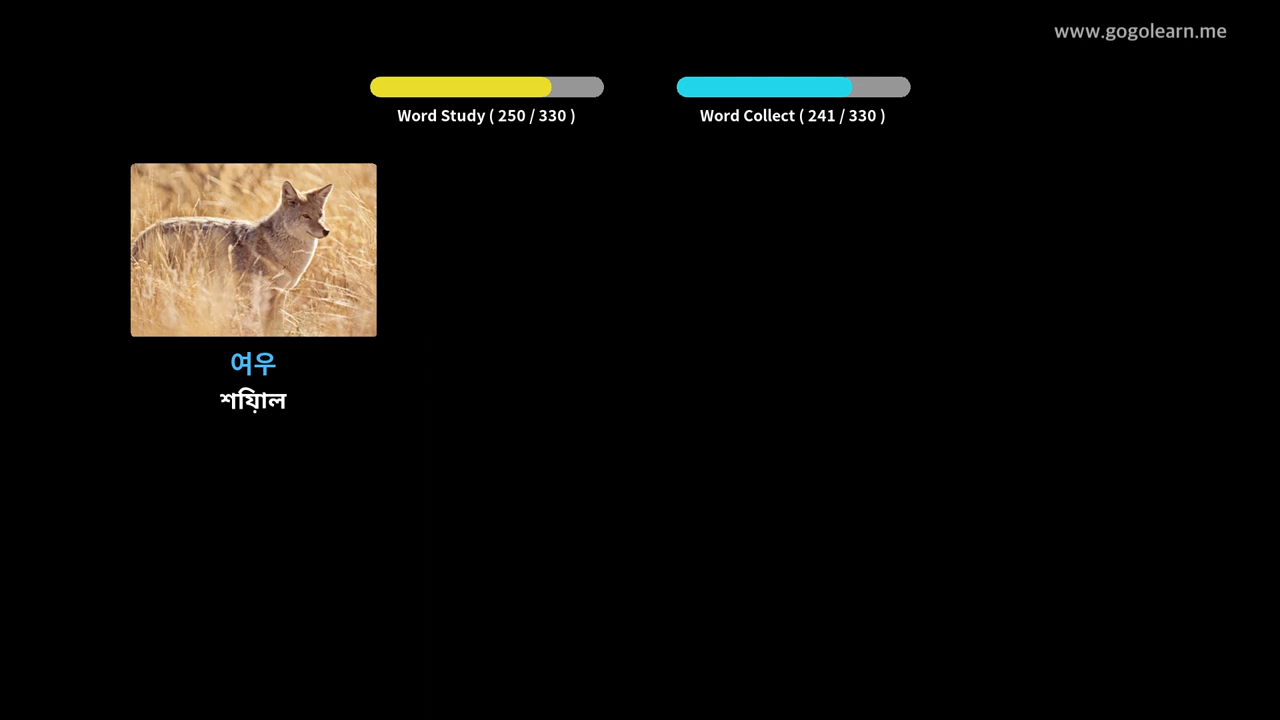 www.gogolearn.me
Word Study ( 250 / 330 )
Word Collect ( 241 / 330 )
여우
শিয়াল